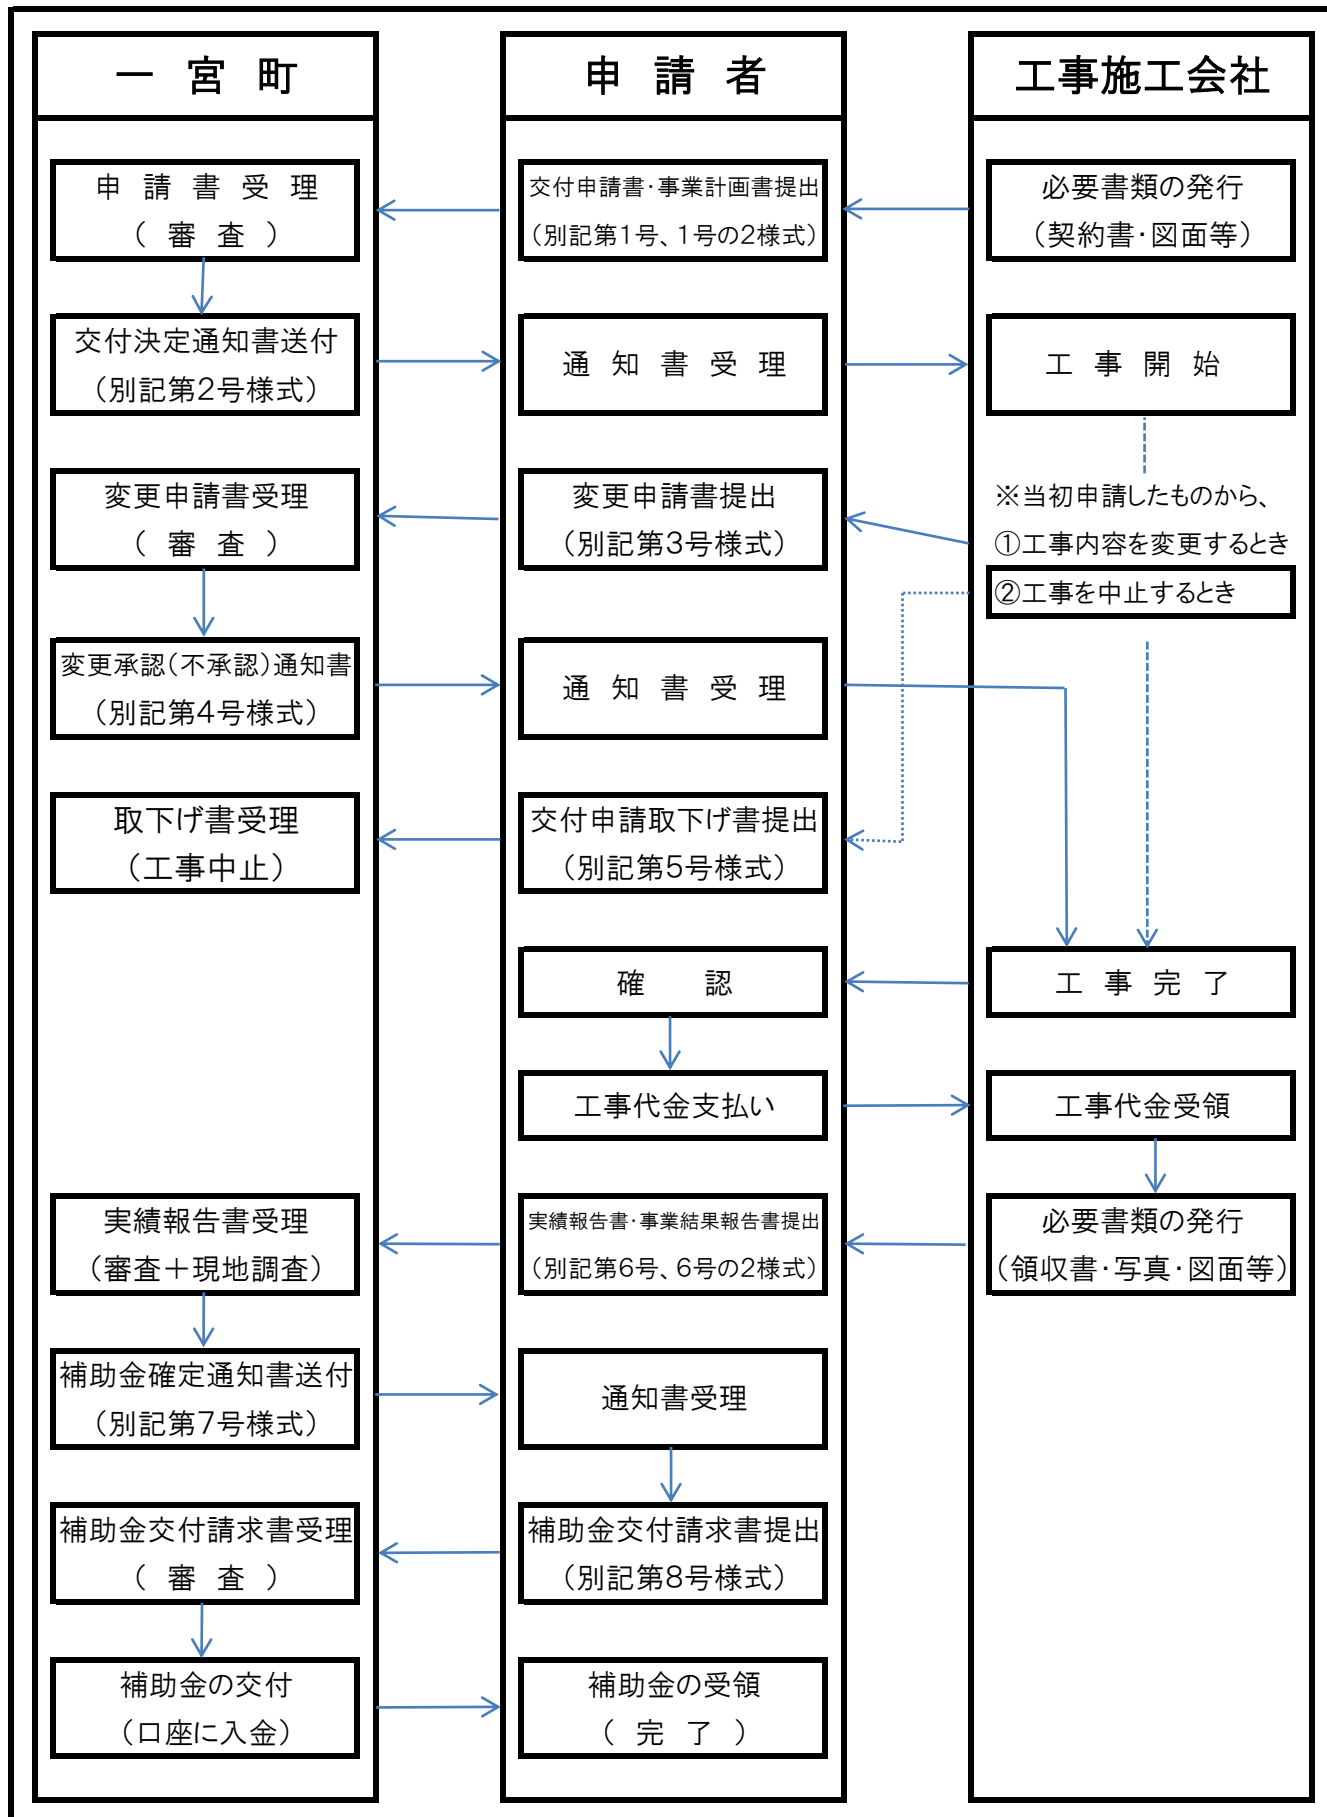 一 宮 町
申 請 者
工事施工会社
申 請 書 受 理
（ 審 査 ）
交付申請書・事業計画書提出
（別記第１号、１号の２様式）
必要書類の発行
（契約書・図面等）
交付決定通知書送付
（別記第２号様式）
通 知 書 受 理
工 事 開 始
変更申請書受理
（ 審 査 ）
変更申請書提出
（別記第３号様式）
※当初申請したものから、
①工事内容を変更するとき
②工事を中止するとき
変更承認（不承認）通知書
（別記第４号様式）
通 知 書 受 理
取下げ書受理
（工事中止）
交付申請取下げ書提出
（別記第５号様式）
確 認
工 事 完 了
工事代金支払い
工事代金受領
実績報告書受理
（審査＋現地調査）
実績報告書・事業結果報告書提出
（別記第６号、６号の２様式）
必要書類の発行
（領収書・写真・図面等）
補助金確定通知書送付
（別記第７号様式）
通知書受理
補助金交付請求書受理
（ 審 査 ）
補助金交付請求書提出
（別記第８号様式）
補助金の交付
（口座に入金）
補助金の受領
（ 完 了 ）